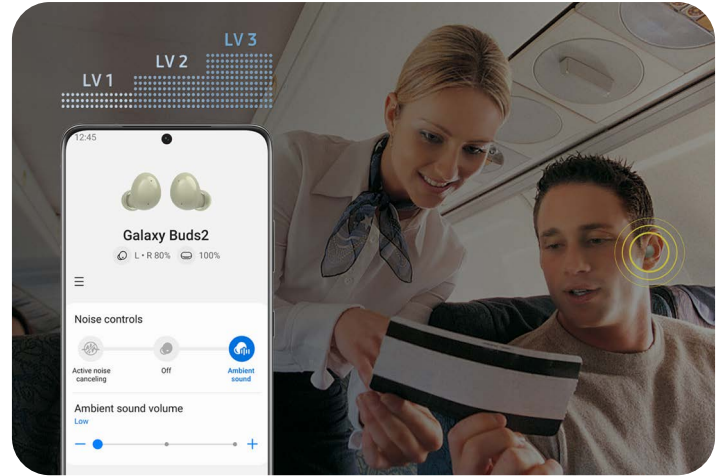 LV 1
LV 2
LV 3
12:45
Galaxy Buds2
L • R 80% 100%
Noise controls
Active noise canceling
Off
Ambient sound
Ambient sound volume
Low